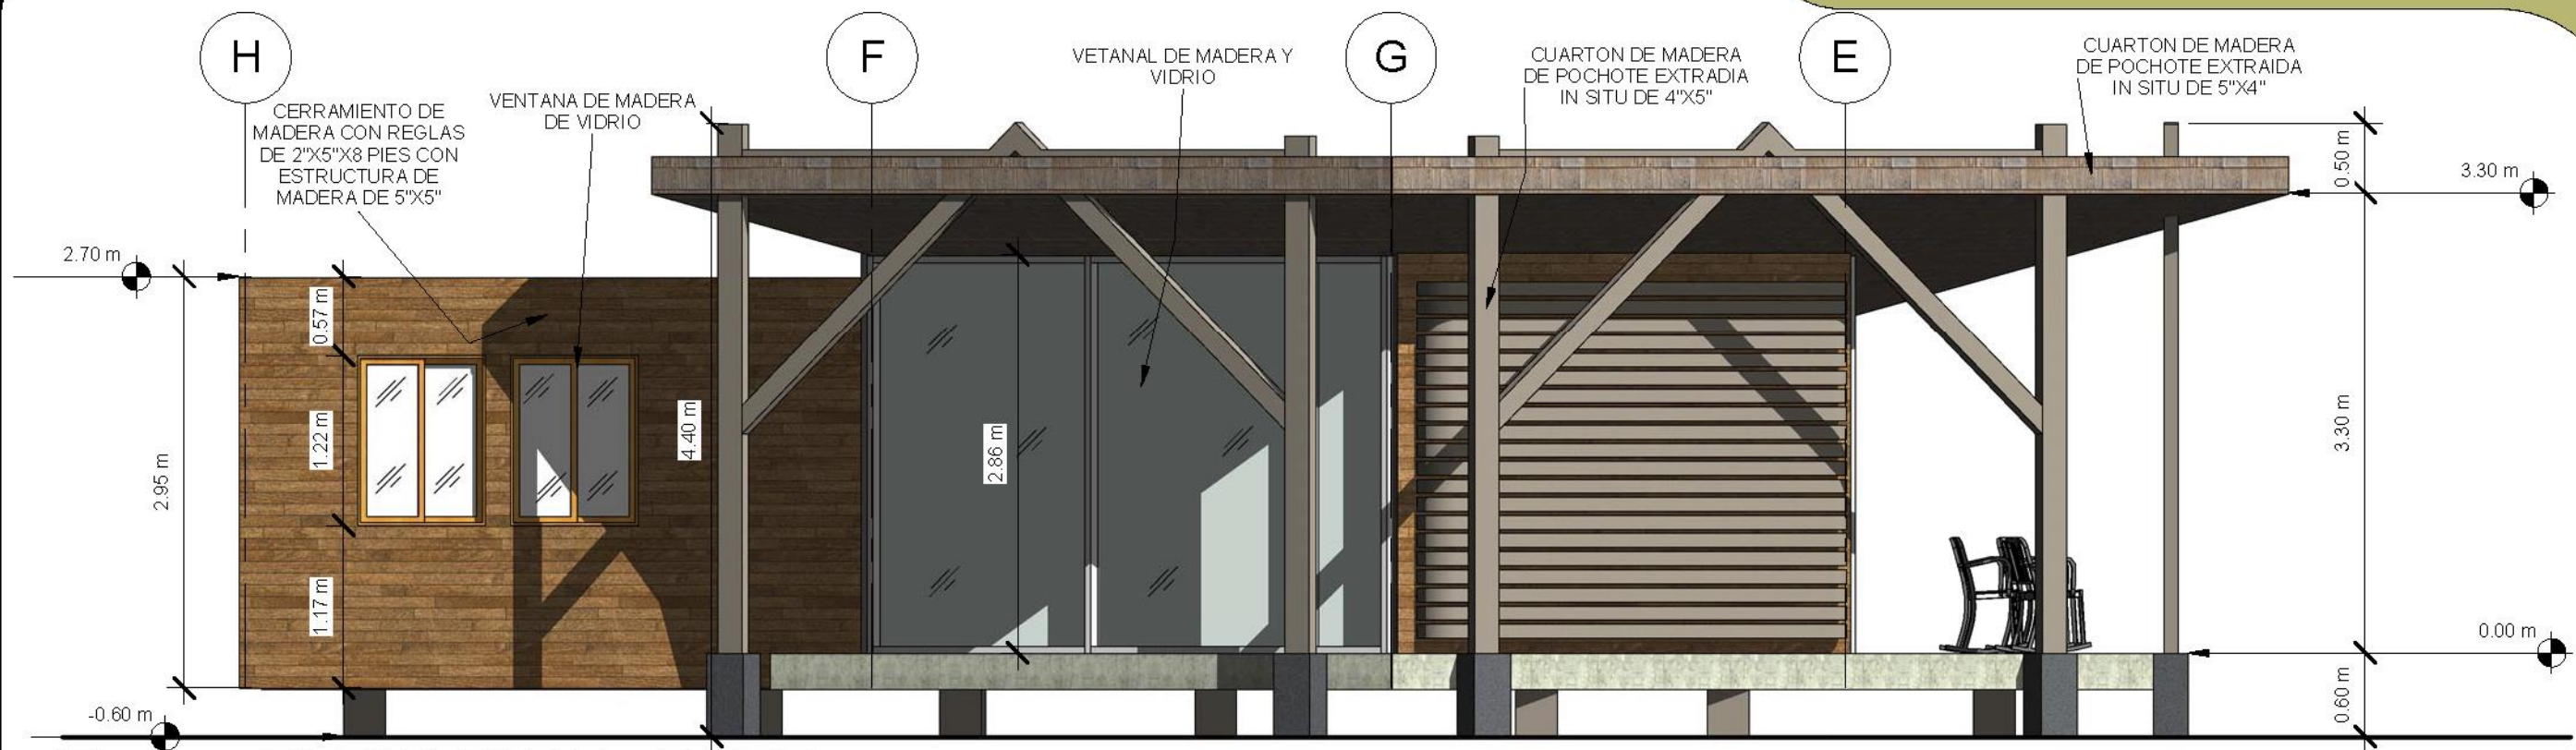 H
F
G
E
CERRAMIENTO DE
MADERA CON REGLAS
DE 2"X5"X8 PIES CON
ESTRUCTURA DE
MADERA DE 5"X5"
VENTANA DE MADERA
DE VIDRIO
VETANAL DE MADERA Y
VIDRIO
CUARTON DE MADERA
DE POCHOTE EXTRADIA
IN SITU DE 4"X5"
CUARTON DE MADERA
DE POCHOTE EXTRAIDA
IN SITU DE 5"X4"
2.70 m
2.95 m
-0.60 m
0.57 m
1.22 m
1.17 m
4.40 m
2.86 m
0.50 m
3.30 m
3.30 m
0.00 m
0.60 m